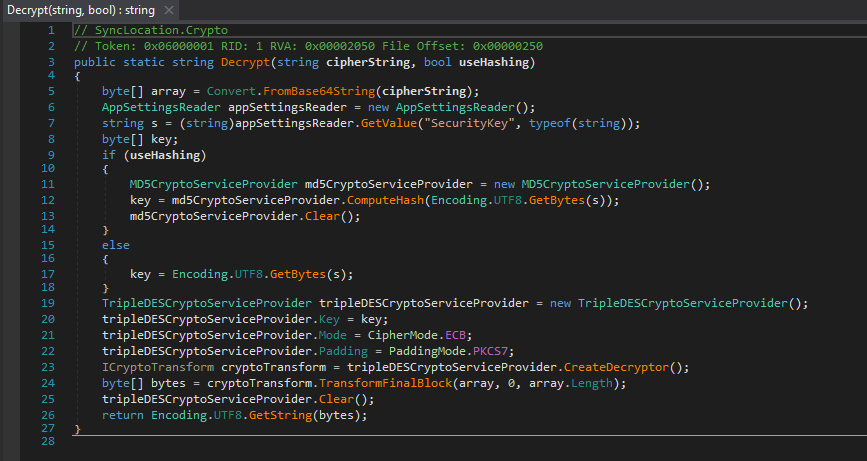 Decrypt(string, bool) : string ×
1 // SyncLocation.Crypto
2 // Token: 0x06000001 RID: 1 RVA: 0x00002050 File Offset: 0x00000250
3 public static string Decrypt(string cipherString, bool useHashing)
4 {
5 byte[] array = Convert.FromBase64String(cipherString);
6 AppSettingsReader appSettingsReader = new AppSettingsReader();
7 string s = (string)appSettingsReader.GetValue("SecurityKey", typeof(string));
8 byte[] key;
9 if (useHashing)
10 {
11 MD5CryptoServiceProvider md5CryptoServiceProvider = new MD5CryptoServiceProvider();
12 key = md5CryptoServiceProvider.ComputeHash(Encoding.UTF8.GetBytes(s));
13 md5CryptoServiceProvider.Clear();
14 }
15 else
16 {
17 key = Encoding.UTF8.GetBytes(s);
18 }
19 TripleDESCryptoServiceProvider tripleDESCryptoServiceProvider = new TripleDESCryptoServiceProvider();
20 tripleDESCryptoServiceProvider.Key = key;
21 tripleDESCryptoServiceProvider.Mode = CipherMode.ECB;
22 tripleDESCryptoServiceProvider.Padding = PaddingMode.PKCS7;
23 ICryptoTransform cryptoTransform = tripleDESCryptoServiceProvider.CreateDecryptor();
24 byte[] bytes = cryptoTransform.TransformFinalBlock(array, 0, array.Length);
25 tripleDESCryptoServiceProvider.Clear();
26 return Encoding.UTF8.GetString(bytes);
27 }
28